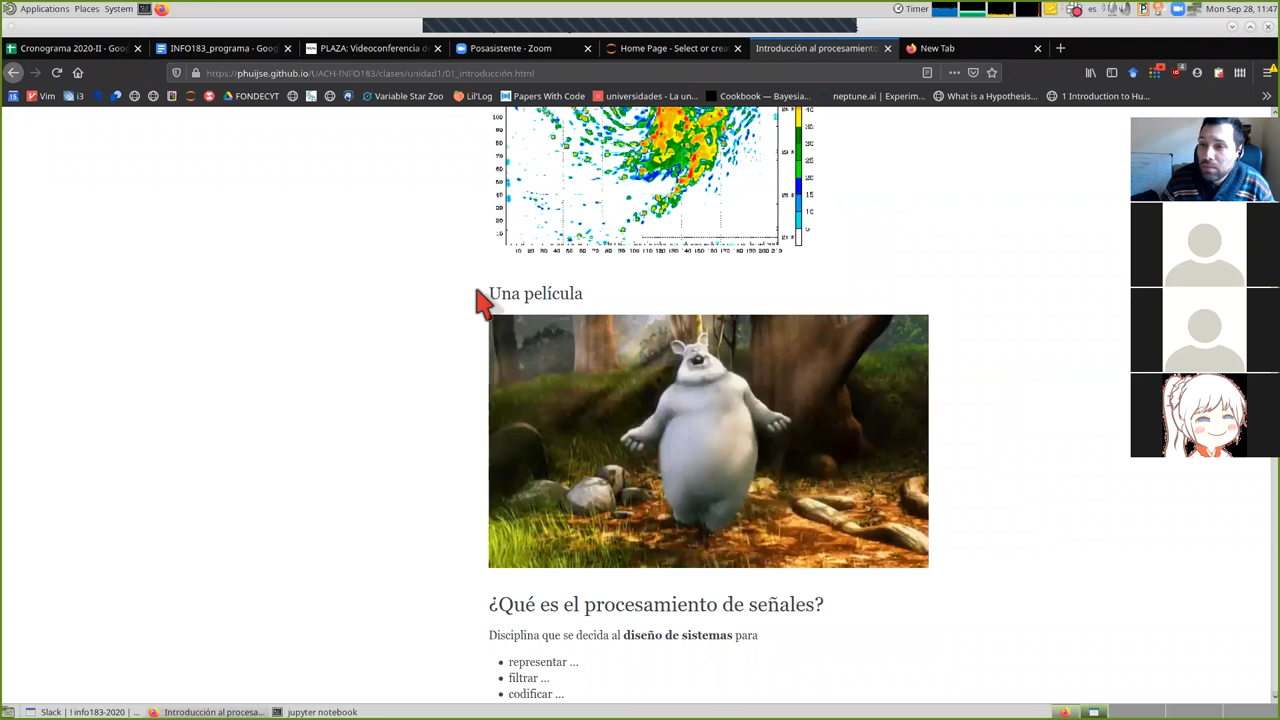 Applications Places System
Timer
es
Mon Sep 28, 11:47
Cronograma 2020-II - Goo
INFO183_programa - Goog
PLAZA: Videoconferencia d
Posasistente - Zoom
Home Page - Select or crea
Introducción al procesamiento
New Tab
https://phuijse.github.io/UACH-INFO183/clases/unidad1/01_introducción.html
Vim
i3
FONDECYT
Variable Star Zoo
Lil'Log
Papers With Code
universidades - La un...
Cookbook — Bayesia...
neptune.ai | Experim...
What is a Hypothesis...
1 Introduction to Hu...
Una película
¿Qué es el procesamiento de señales?
Disciplina que se decida al diseño de sistemas para
representar ...
filtrar ...
codificar ...
Slack | ! info183-2020 | ...
Introducción al procesa...
jupyter notebook